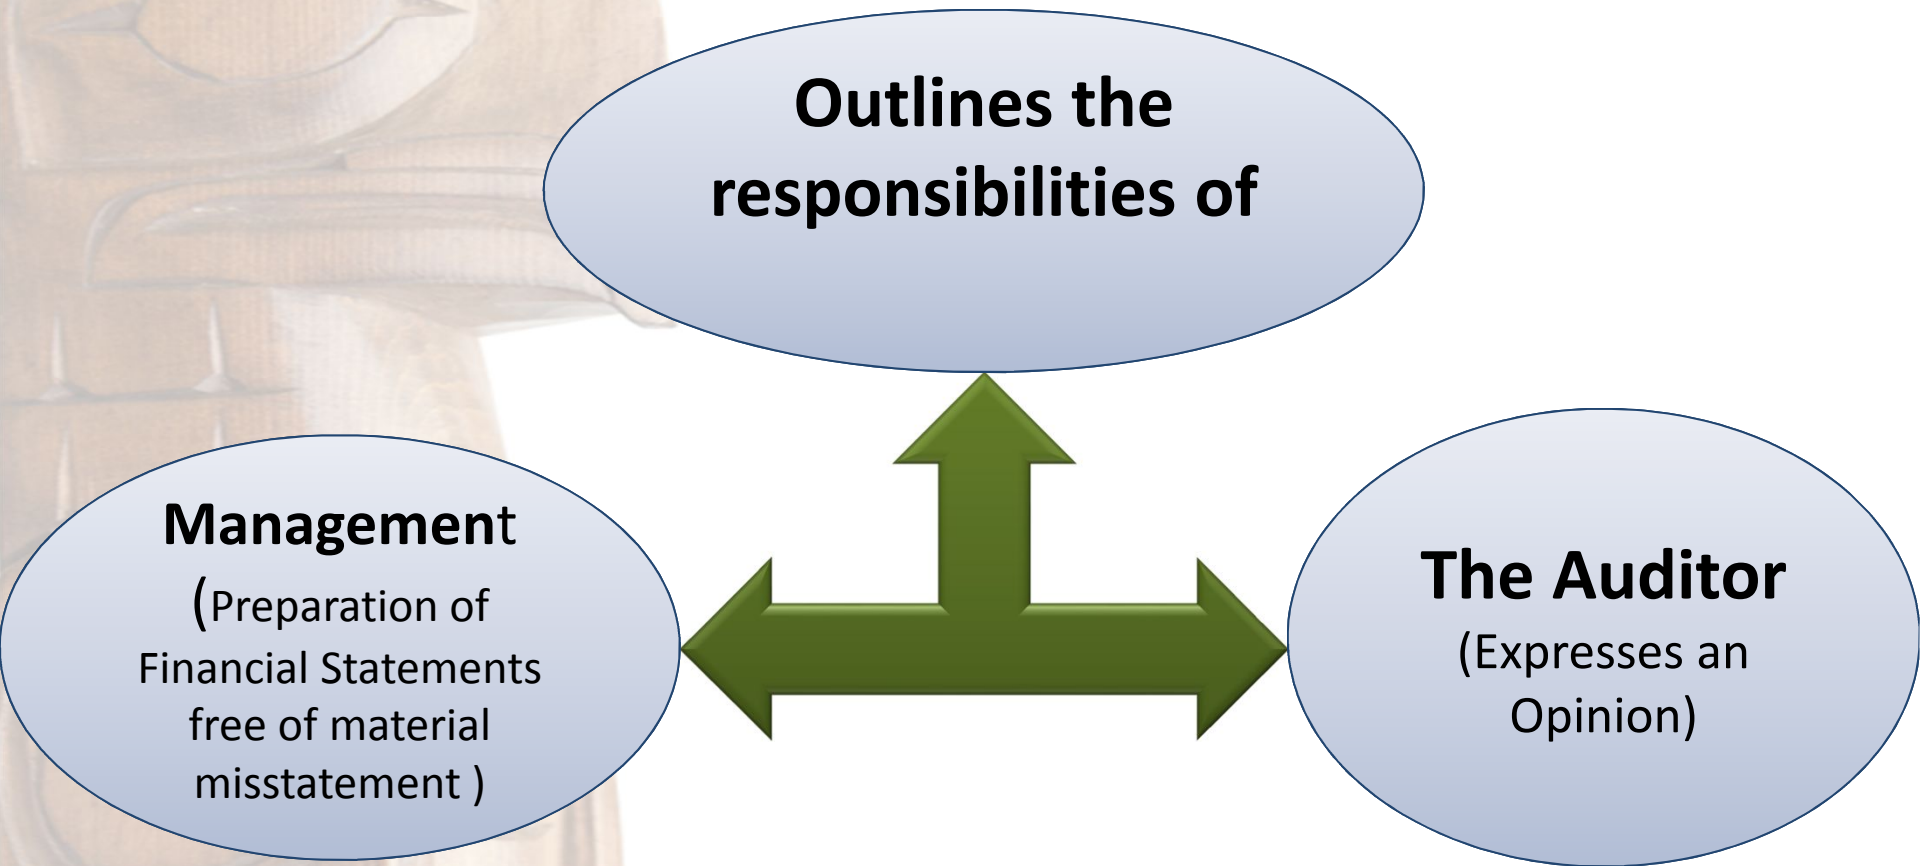 Outlines the
responsibilities of
Management
(Preparation of
Financial Statements
free of material
misstatement )
The Auditor
(Expresses an
Opinion)